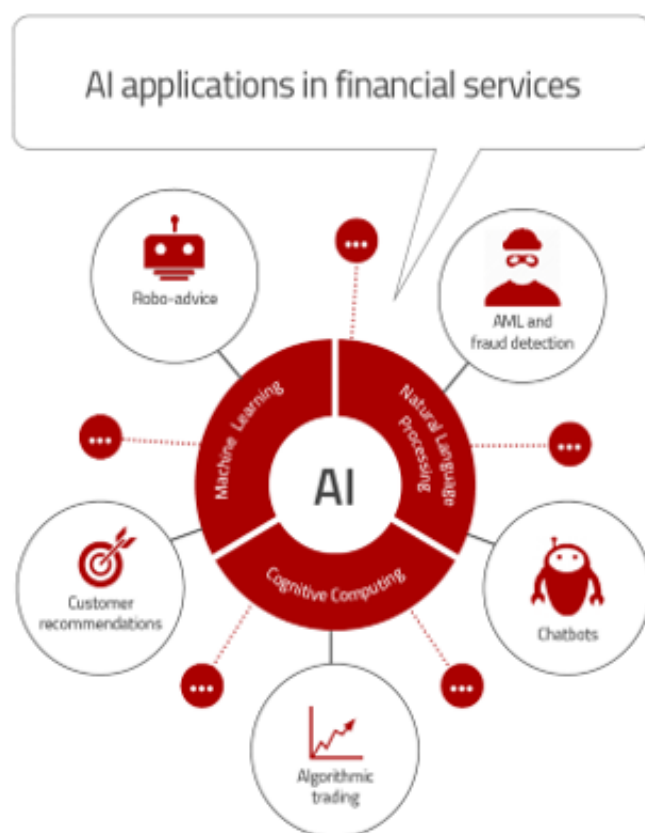 AI applications in financial services
Robo-advice
AML and
fraud detection
Machine Learning
Natural Language
Processing
AI
Cognitive Computing
Customer
recommendations
Chatbots
Algorithmic
trading